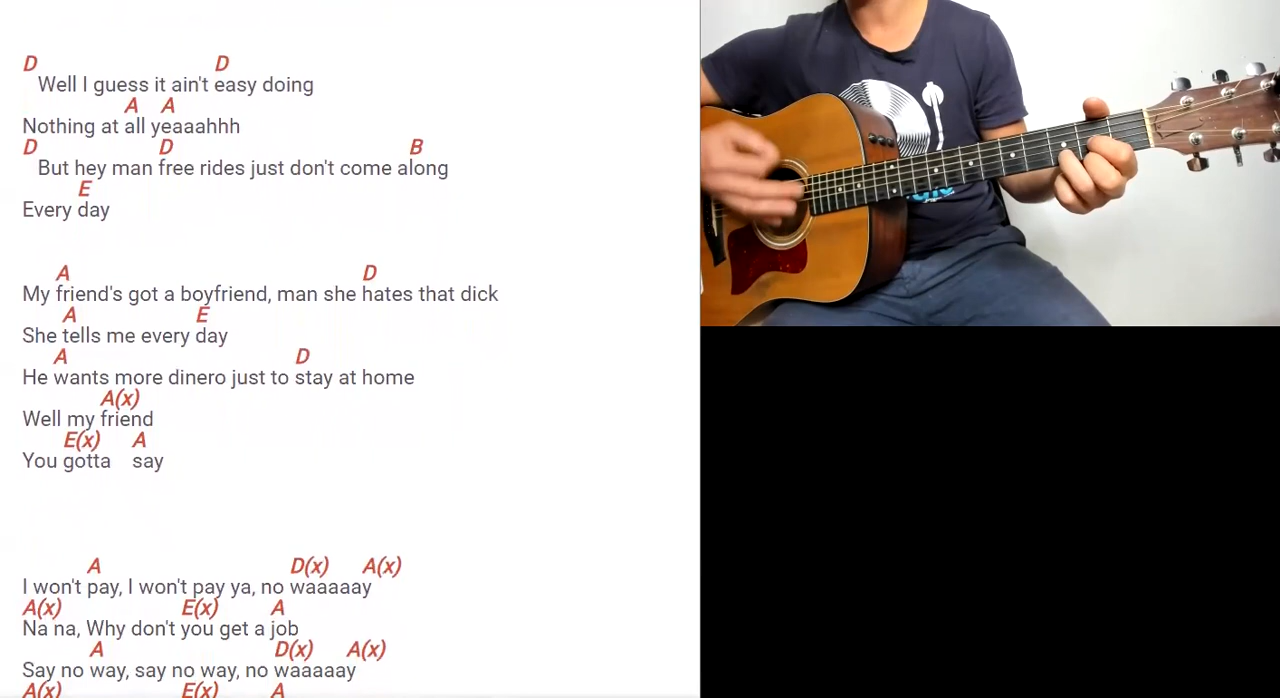 D D
Well I guess it ain't easy doing
A A
Nothing at all yeaaahhh
D D B
But hey man free rides just don't come along
E
Every day
A D
My friend's got a boyfriend, man she hates that dick
A E
She tells me every day
A D
He wants more dinero just to stay at home
A(x)
Well my friend
E(x) A
You gotta say
A D(x) A(x)
I won't pay, I won't pay ya, no waaaaay
A(x) E(x) A
Na na, Why don't you get a job
A D(x) A(x)
Say no way, say no way, no waaaaay
A(x) E(x) A